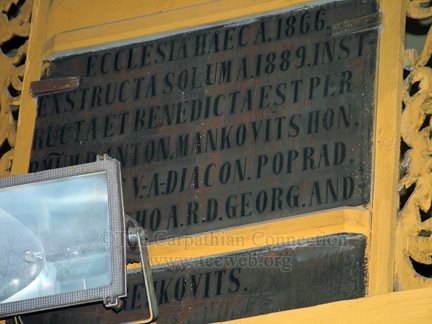 ECCLESIA HAEC A. 1866.
EXSTRUCTA SOLUM A. 1889. INST-
RUCTA ET BENEDICTA EST PER
ANTON. MANKOVITS HON.
V-A-DIACON. POPRAD.
A.R.D. GEORG. AND.
©The Carpathian Connection
www.tccweb.org